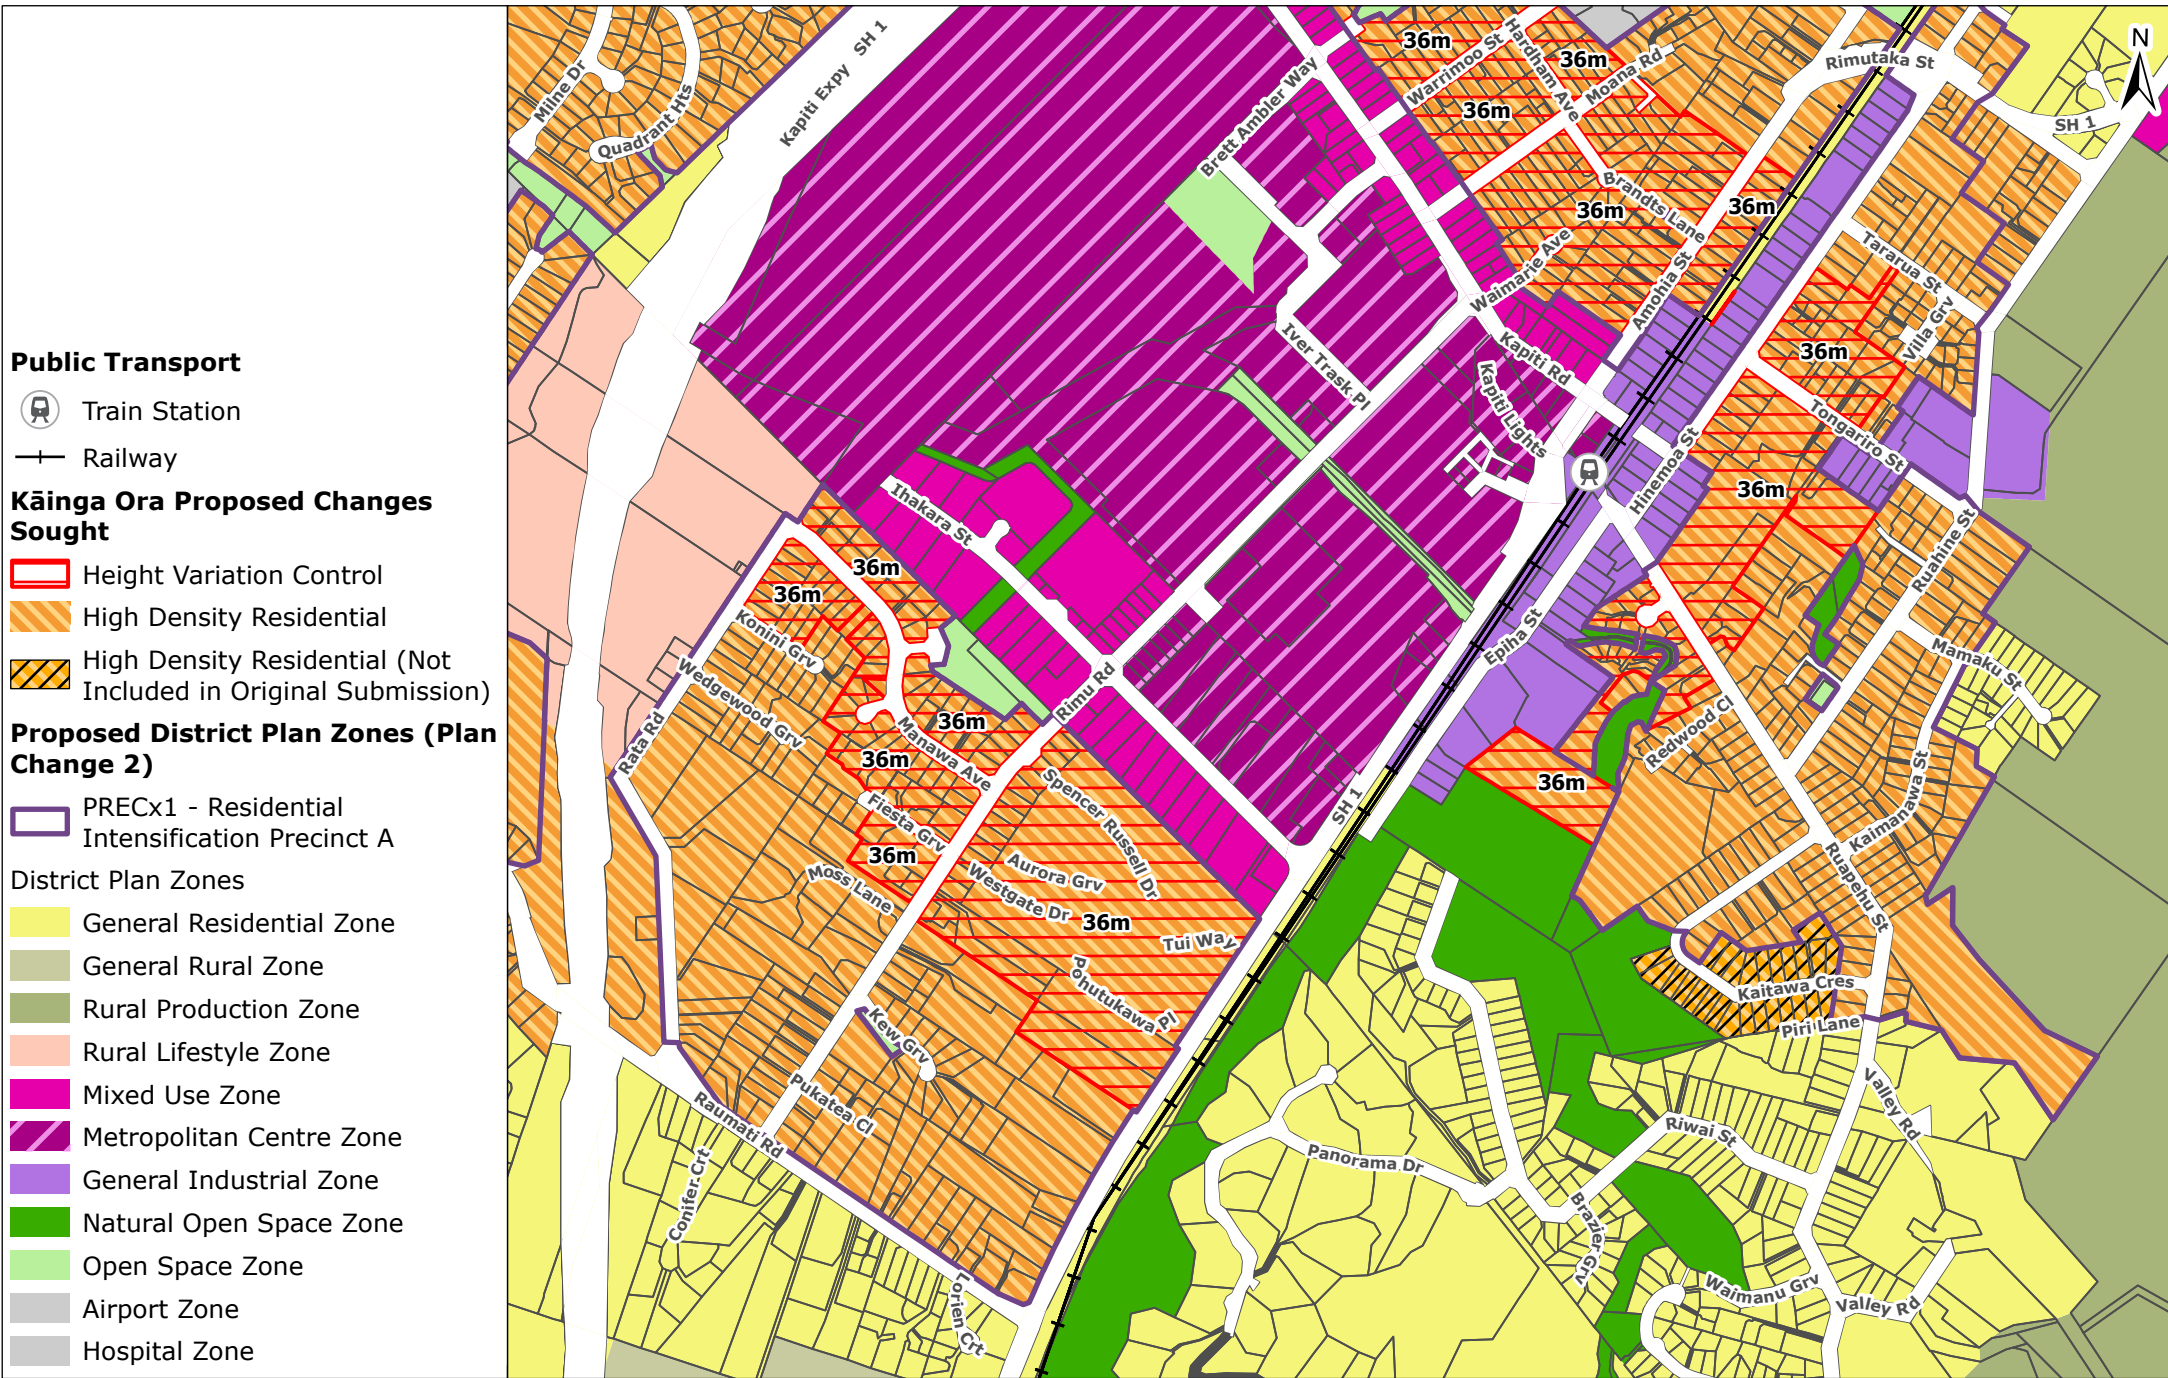 Public Transport
Train Station
Railway
Kāinga Ora Proposed Changes
Sought
Height Variation Control
High Density Residential
High Density Residential (Not
Included in Original Submission)
Proposed District Plan Zones (Plan
Change 2)
PRECx1 - Residential
Intensification Precinct A
District Plan Zones
General Residential Zone
General Rural Zone
Rural Production Zone
Rural Lifestyle Zone
Mixed Use Zone
Metropolitan Centre Zone
General Industrial Zone
Natural Open Space Zone
Open Space Zone
Airport Zone
Hospital Zone
N
Milne Dr
Quadrant Hts
Kapiti Expy
SH 1
Brett Ambler Way
36m
Warrimoo St
Hardham Ave
36m
Moana Rd
36m
Rimutaka St
SH 1
Brandts Lane
36m
36m
Waimarie Ave
Amohia St
Tararua St
Villa Grv
36m
Iver Trask Pl
Kapiti Rd
Kapiti Lights
Tongariro St
Hinemoa St
36m
Ihakara St
36m
36m
Konini Grv
Wedgewood Grv
Rata Rd
Rimu Rd
Epiha St
Ruahine St
Mamaku St
Redwood Cl
Kaimanawa St
36m
36m
36m
Manawa Ave
Spencer Russell Dr
SH 1
Fiesta Grv
36m
Moss Lane
Aurora Grv
Westgate Dr
36m
Tui Way
Pohutukawa Pl
Ruapehu St
Kaitawa Cres
Piri Lane
Kew Grv
Pukatea Cl
Raumati Rd
Conifer Crt
Lorien Crt
Panorama Dr
Riwai St
Valley Rd
Brazier Grv
Waimanu Grv
Valley Rd